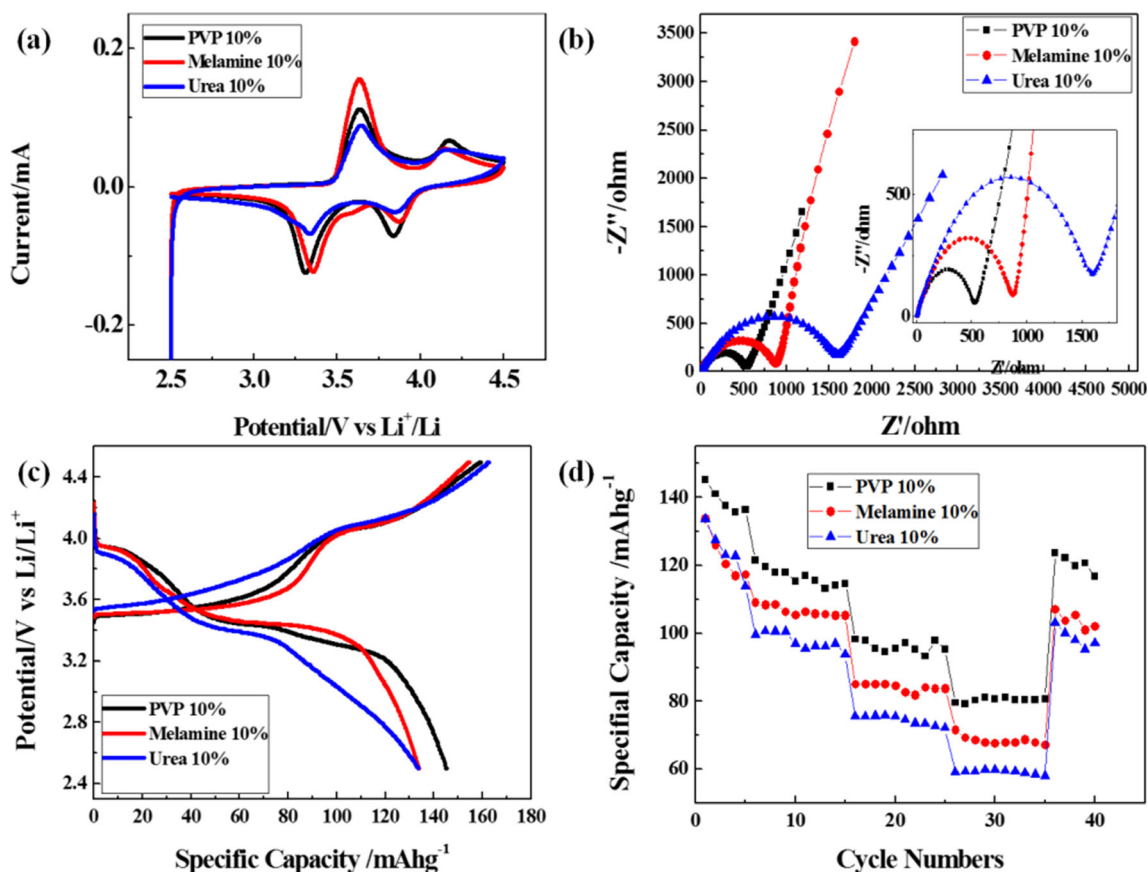 (a)
PVP 10%
Melamine 10%
Urea 10%
0.2
0.0
-0.2
Current/mA
2.5
3.0
3.5
4.0
4.5
Potential/V vs Li⁺/Li
(b)
PVP 10%
Melamine 10%
Urea 10%
3500
3000
2500
2000
1500
1000
500
0
-Z''/ohm
500
0
-Z''/ohm
0
500
1000
1500
Z'/ohm
0 500 1000 1500 2000 2500 3000 3500 4000 4500 5000
Z'/ohm
(c)
4.4
4.0
3.6
3.2
2.8
2.4
Potential/V vs Li/Li⁺
PVP 10%
Melamine 10%
Urea 10%
0 20 40 60 80 100 120 140 160 180
Specific Capacity /mAhg⁻¹
(d)
PVP 10%
Melamine 10%
Urea 10%
140
120
100
80
60
Specifial Capacity /mAhg⁻¹
0 10 20 30 40
Cycle Numbers